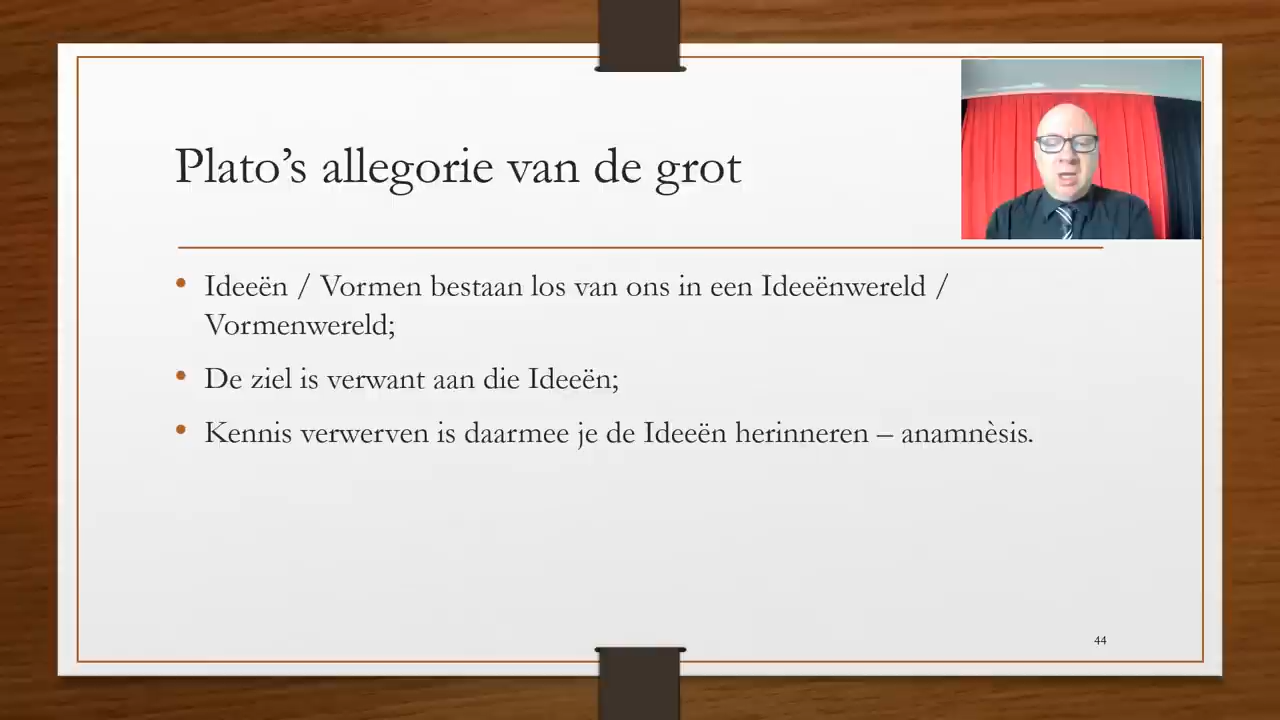 Plato’s allegorie van de grot
• Ideeën / Vormen bestaan los van ons in een Ideeënwereld /
Vormenwereld;
• De ziel is verwant aan die Ideeën;
• Kennis verwerven is daarmee je de Ideeën herinneren – anamnèsis.
44